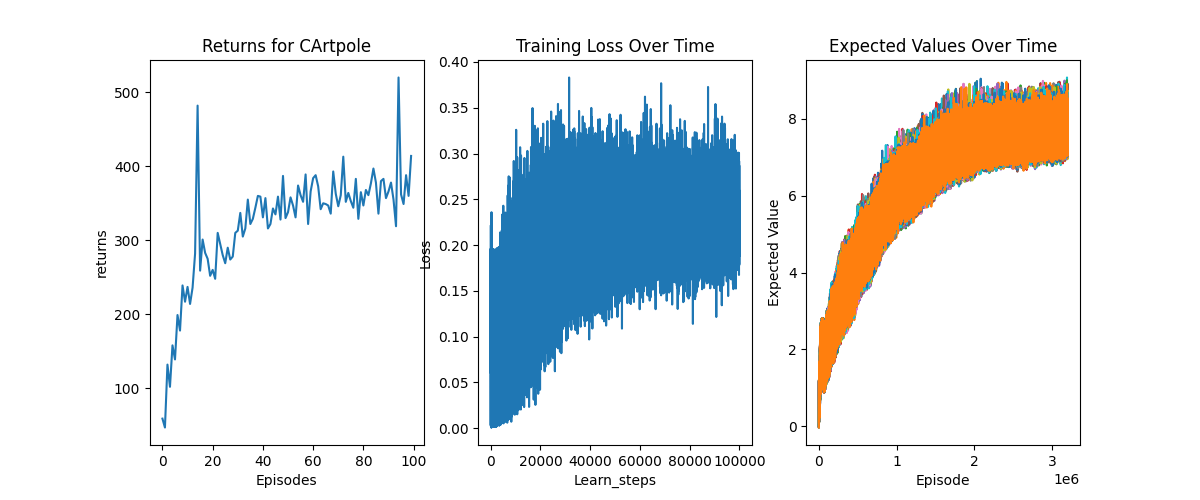 Returns for CArtpole
returns
500
400
300
200
100
0 20 40 60 80 100
Episodes
Training Loss Over Time
Loss
0.40
0.35
0.30
0.25
0.20
0.15
0.10
0.05
0.00
0 20000 40000 60000 80000 100000
Learn_steps
Expected Values Over Time
Expected Value
8
6
4
2
0
0 1 2 3
1e6
Episode